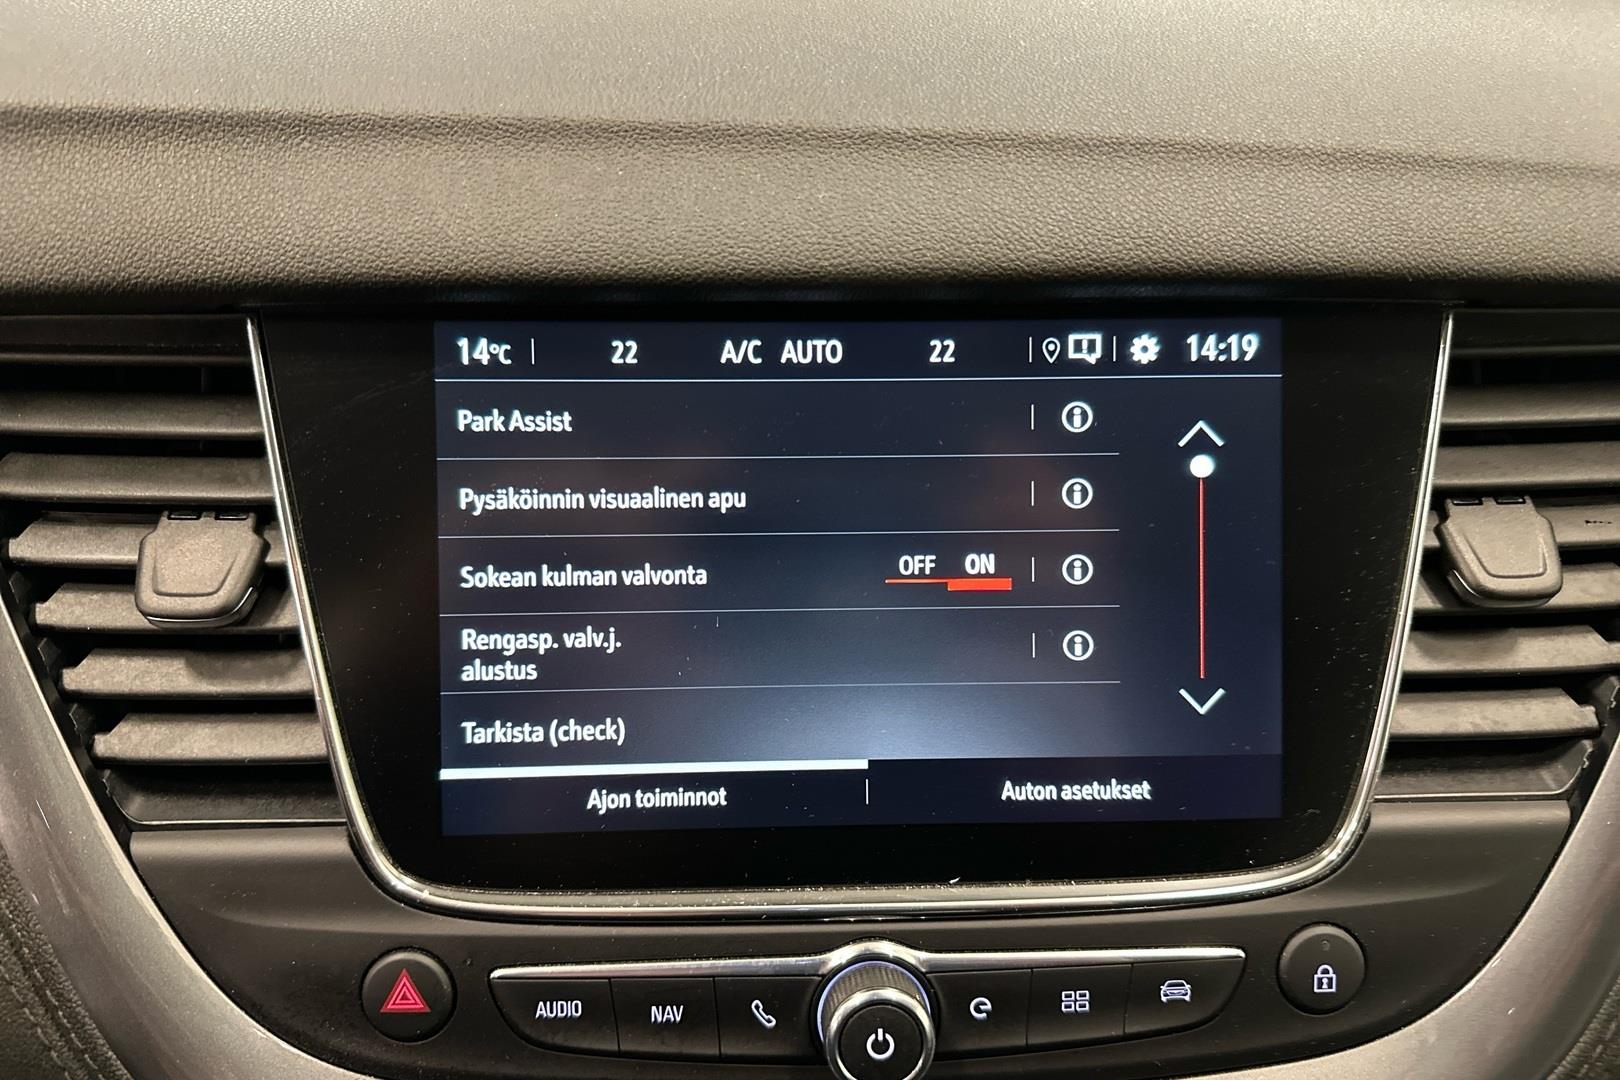 14°C 22 A/C AUTO 22 14:19
Park Assist
Pysäköinnin visuaalinen apu
Sokean kulman valvonta OFF ON
Rengasp. valv.j.
alustus
Tarkista (check)
Ajon toiminnot Auton asetukset
AUDIO NAV